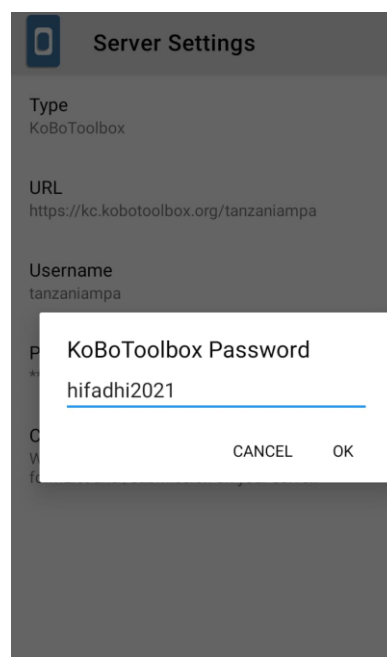 Server Settings
Type
KoBoToolbox
URL
https://kc.kobotoolbox.org/tanzaniampa
Username
tanzaniampa
KoBoToolbox Password
hifadhi2021
CANCEL OK